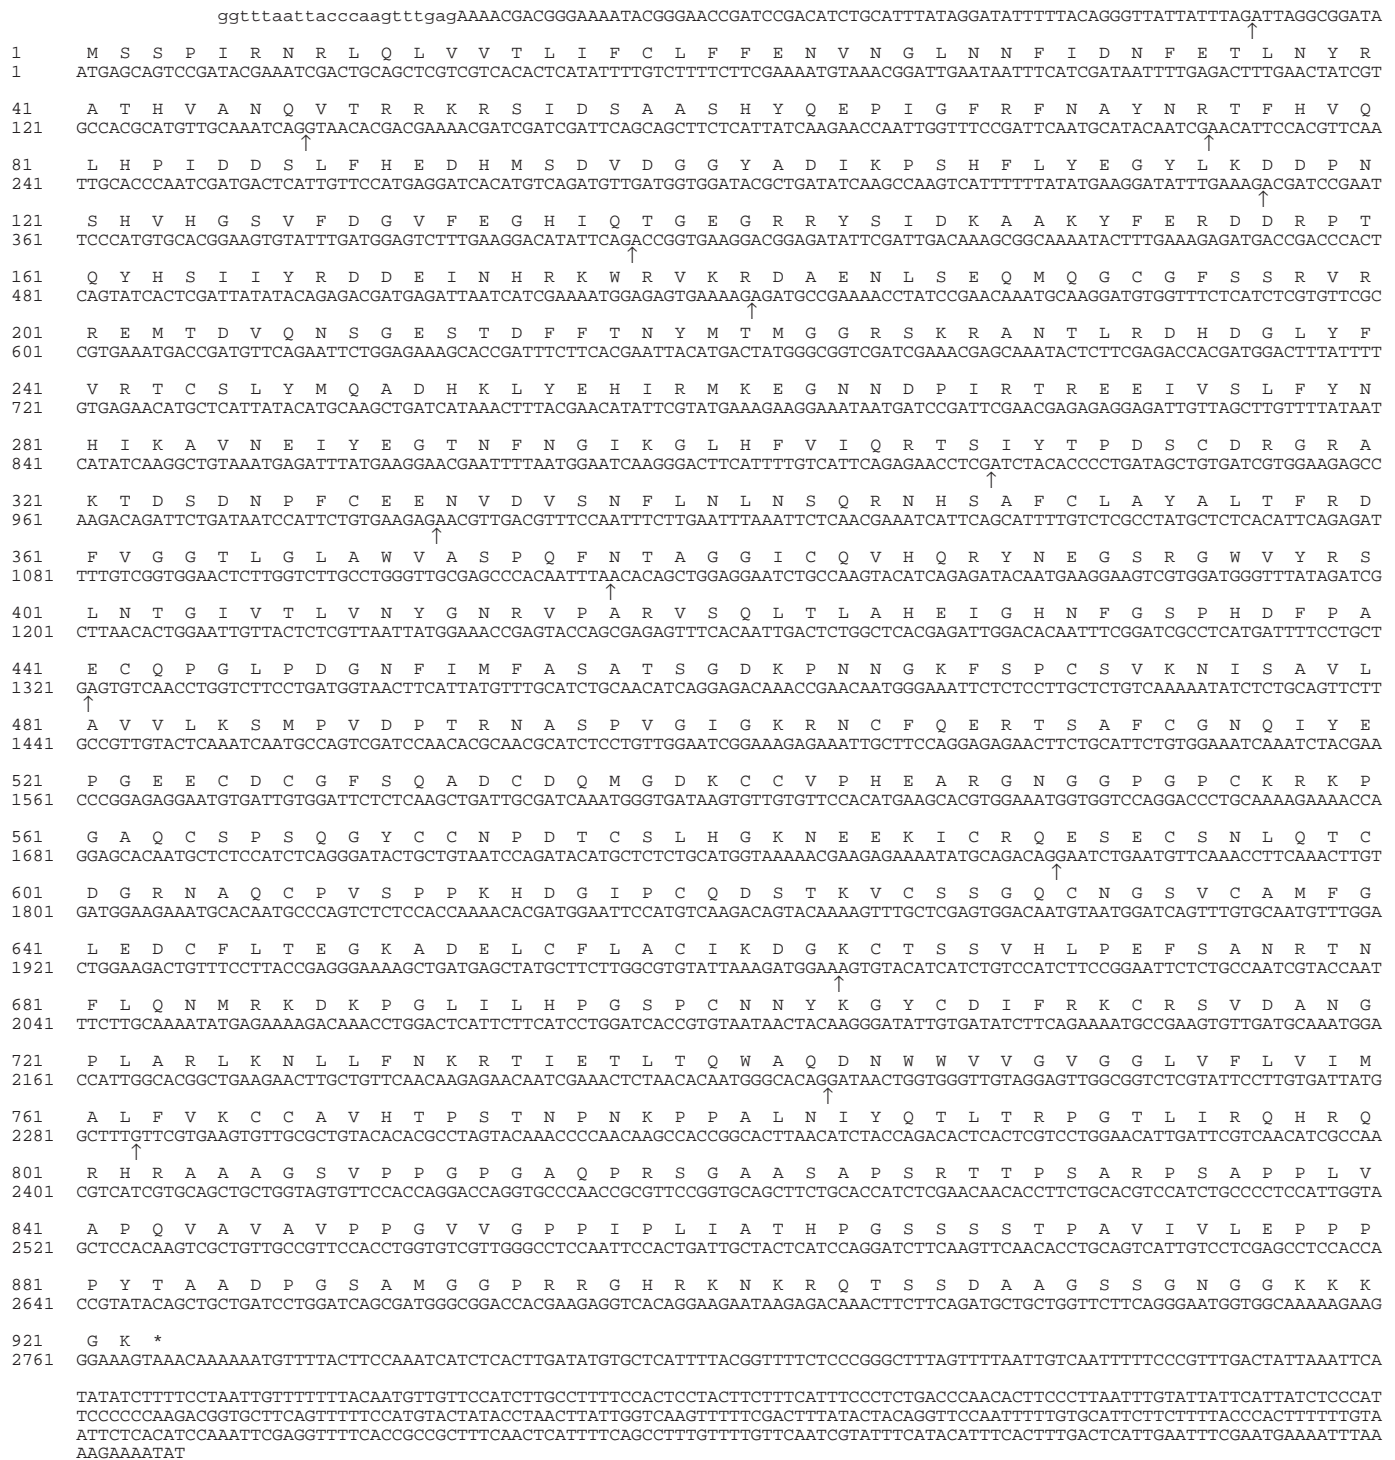 ggtttaattacccaagtttgagAAAACGACGGGAAAATACGGGAACCGATCCGACATCTGCATTTATAGGATATTTTTACAGGGTTATTATTTAGATTAGGCGGATA
↑
1 M S S P I R N R L Q L V V T L I F C L F F E N V N G L N N F I D N F E T L N Y R
1 ATGAGCAGTCCGATACGAAATCGACTGCAGCTCGTCGTCACACTCATATTTTGTCTTTTCTTCGAAAATGTAAACGGATTGAATAATTTCATCGATAATTTTGAGACTTTGAACTATCGT
41 A T H V A N Q V T R R K R S I D S A A S H Y Q E P I G F R F N A Y N R T F H V Q
121 GCCACGCATGTTGCAAATCAGGTAACACGACGAAAACGATCGATCGATTCAGCAGCTTCTCATTATCAAGAACCAATTGGTTTCCGATTCAATGCATACAATCGAACATTCCACGTTCAA
↑ ↑
81 L H P I D D S L F H E D H M S D V D G G Y A D I K P S H F L Y E G Y L K D D P N
241 TTGCACCCAATCGATGACTCATTGTTCCATGAGGATCACATGTCAGATGTTGATGGTGGATACGCTGATATCAAGCCAAGTCATTTTTTATATGAAGGATATTTGAAAGACGATCCGAAT
↑
121 S H V H G S V F D G V F E G H I Q T G E G R R Y S I D K A A K Y F E R D D R P T
361 TCCCATGTGCACGGAAGTGTATTTGATGGAGTCTTTGAAGGACATATTCAGACCGGTGAAGGACGGAGATATTCGATTGACAAAGCGGCAAAATACTTTGAAAGAGATGACCGACCCACT
↑
161 Q Y H S I I Y R D D E I N H R K W R V K R D A E N L S E Q M Q G C G F S S R V R
481 CAGTATCACTCGATTATATACAGAGACGATGAGATTAATCATCGAAAATGGAGAGTGAAAAGAGATGCCGAAAACCTATCCGAACAAATGCAAGGATGTGGTTTCTCATCTCGTGTTCGC
↑
201 R E M T D V Q N S G E S T D F F T N Y M T M G G R S K R A N T L R D H D G L Y F
601 CGTGAAATGACCGATGTTCAGAATTCTGGAGAAAGCACCGATTTCTTCACGAATTACATGACTATGGGCGGTCGATCGAAACGAGCAAATACTCTTCGAGACCACGATGGACTTTATTTT
241 V R T C S L Y M Q A D H K L Y E H I R M K E G N N D P I R T R E E I V S L F Y N
721 GTGAGAACATGCTCATTATACATGCAAGCTGATCATAAACTTTACGAACATATTCGTATGAAAGAAGGAAATAATGATCCGATTCGAACGAGAGAGGAGATTGTTAGCTTGTTTTATAAT
281 H I K A V N E I Y E G T N F N G I K G L H F V I Q R T S I Y T P D S C D R G R A
841 CATATCAAGGCTGTAAATGAGATTTATGAAGGAACGAATTTTAATGGAATCAAGGGACTTCATTTTGTCATTCAGAGAACCTCGATCTACACCCCTGATAGCTGTGATCGTGGAAGAGCC
↑
321 K T D S D N P F C E E N V D V S N F L N L N S Q R N H S A F C L A Y A L T F R D
961 AAGACAGATTCTGATAATCCATTCTGTGAAGAGAACGTTGACGTTTCCAATTTCTTGAATTTAAATTCTCAACGAAATCATTCAGCATTTTGTCTCGCCTATGCTCTCACATTCAGAGAT
↑
361 F V G G T L G L A W V A S P Q F N T A G G I C Q V H Q R Y N E G S R G W V Y R S
1081 TTTGTCGGTGGAACTCTTGGTCTTGCCTGGGTTGCGAGCCCACAATTTAACACAGCTGGAGGAATCTGCCAAGTACATCAGAGATACAATGAAGGAAGTCGTGGATGGGTTTATAGATCG
↑
401 L N T G I V T L V N Y G N R V P A R V S Q L T L A H E I G H N F G S P H D F P A
1201 CTTAACACTGGAATTGTTACTCTCGTTAATTATGGAAACCGAGTACCAGCGAGAGTTTCACAATTGACTCTGGCTCACGAGATTGGACACAATTTCGGATCGCCTCATGATTTTCCTGCT
441 E C Q P G L P D G N F I M F A S A T S G D K P N N G K F S P C S V K N I S A V L
1321 GAGTGTCAACCTGGTCTTCCTGATGGTAACTTCATTATGTTTGCATCTGCAACATCAGGAGACAAACCGAACAATGGGAAATTCTCTCCTTGCTCTGTCAAAAATATCTCTGCAGTTCTT
↑
481 A V V L K S M P V D P T R N A S P V G I G K R N C F Q E R T S A F C G N Q I Y E
1441 GCCGTTGTACTCAAATCAATGCCAGTCGATCCAACACGCAACGCATCTCCTGTTGGAATCGGAAAGAGAAATTGCTTCCAGGAGAGAACTTCTGCATTCTGTGGAAATCAAATCTACGAA
521 P G E E C D C G F S Q A D C D Q M G D K C C V P H E A R G N G G P G P C K R K P
1561 CCCGGAGAGGAATGTGATTGTGGATTCTCTCAAGCTGATTGCGATCAAATGGGTGATAAGTGTTGTGTTCCACATGAAGCACGTGGAAATGGTGGTCCAGGACCCTGCAAAAGAAAACCA
561 G A Q C S P S Q G Y C C N P D T C S L H G K N E E K I C R Q E S E C S N L Q T C
1681 GGAGCACAATGCTCTCCATCTCAGGGATACTGCTGTAATCCAGATACATGCTCTCTGCATGGTAAAAACGAAGAGAAAATATGCAGACAGGAATCTGAATGTTCAAACCTTCAAACTTGT
↑
601 D G R N A Q C P V S P P K H D G I P C Q D S T K V C S S G Q C N G S V C A M F G
1801 GATGGAAGAAATGCACAATGCCCAGTCTCTCCACCAAAACACGATGGAATTCCATGTCAAGACAGTACAAAAGTTTGCTCGAGTGGACAATGTAATGGATCAGTTTGTGCAATGTTTGGA
641 L E D C F L T E G K A D E L C F L A C I K D G K C T S S V H L P E F S A N R T N
1921 CTGGAAGACTGTTTCCTTACCGAGGGAAAAGCTGATGAGCTATGCTTCTTGGCGTGTATTAAAGATGGAAAGTGTACATCATCTGTCCATCTTCCGGAATTCTCTGCCAATCGTACCAAT
↑
681 F L Q N M R K D K P G L I L H P G S P C N N Y K G Y C D I F R K C R S V D A N G
2041 TTCTTGCAAAATATGAGAAAAGACAAACCTGGACTCATTCTTCATCCTGGATCACCGTGTAATAACTACAAGGGATATTGTGATATCTTCAGAAAATGCCGAAGTGTTGATGCAAATGGA
721 P L A R L K N L L F N K R T I E T L T Q W A Q D N W W V V G V G G L V F L V I M
2161 CCATTGGCACGGCTGAAGAACTTGCTGTTCAACAAGAGAACAATCGAAACTCTAACACAATGGGCACAGGATAACTGGTGGGTTGTAGGAGTTGGCGGTCTCGTATTCCTTGTGATTATG
↑
761 A L F V K C C A V H T P S T N P N K P P A L N I Y Q T L T R P G T L I R Q H R Q
2281 GCTTTGTTCGTGAAGTGTTGCGCTGTACACACGCCTAGTACAAACCCCAACAAGCCACCGGCACTTAACATCTACCAGACACTCACTCGTCCTGGAACATTGATTCGTCAACATCGCCAA
↑
801 R H R A A A G S V P P G P G A Q P R S G A A S A P S R T T P S A R P S A P P L V
2401 CGTCATCGTGCAGCTGCTGGTAGTGTTCCACCAGGACCAGGTGCCCAACCGCGTTCCGGTGCAGCTTCTGCACCATCTCGAACAACACCTTCTGCACGTCCATCTGCCCCTCCATTGGTA
841 A P Q V A V A V P P G V V G P P I P L I A T H P G S S S S T P A V I V L E P P P
2521 GCTCCACAAGTCGCTGTTGCCGTTCCACCTGGTGTCGTTGGGCCTCCAATTCCACTGATTGCTACTCATCCAGGATCTTCAAGTTCAACACCTGCAGTCATTGTCCTCGAGCCTCCACCA
881 P Y T A A D P G S A M G G P R R G H R K N K R Q T S S D A A G S S G N G G K K K
2641 CCGTATACAGCTGCTGATCCTGGATCAGCGATGGGCGGACCACGAAGAGGTCACAGGAAGAATAAGAGACAAACTTCTTCAGATGCTGCTGGTTCTTCAGGGAATGGTGGCAAAAAGAAG
921 G K *
2761 GGAAAGTAAACAAAAAATGTTTTACTTCCAAATCATCTCACTTGATATGTGCTCATTTTACGGTTTTCTCCCGGGCTTTAGTTTTAATTGTCAATTTTTCCCGTTTGACTATTAAATTCA
TATATCTTTTCCTAATTGTTTTTTTACAATGTTGTTCCATCTTGCCTTTTCCACTCCTACTTCTTTCATTTCCCTCTGACCCAACACTTCCCTTAATTTGTATTATTCATTATCTCCCAT
TCCCCCCAAGACGGTGCTTCAGTTTTTCCATGTACTATACCTAACTTATTGGTCAAGTTTTTCGACTTTATACTACAGGTTCCAATTTTTGTGCATTCTTCTTTTACCCACTTTTTTGTA
ATTCTCACATCCAAATTCGAGGTTTTCACCGCCGCTTTCAACTCATTTTCAGCCTTTGTTTTGTTCAATCGTATTTCATACATTTCACTTTGACTCATTGAATTTCGAATGAAAATTTAA
AAGAAAATAT